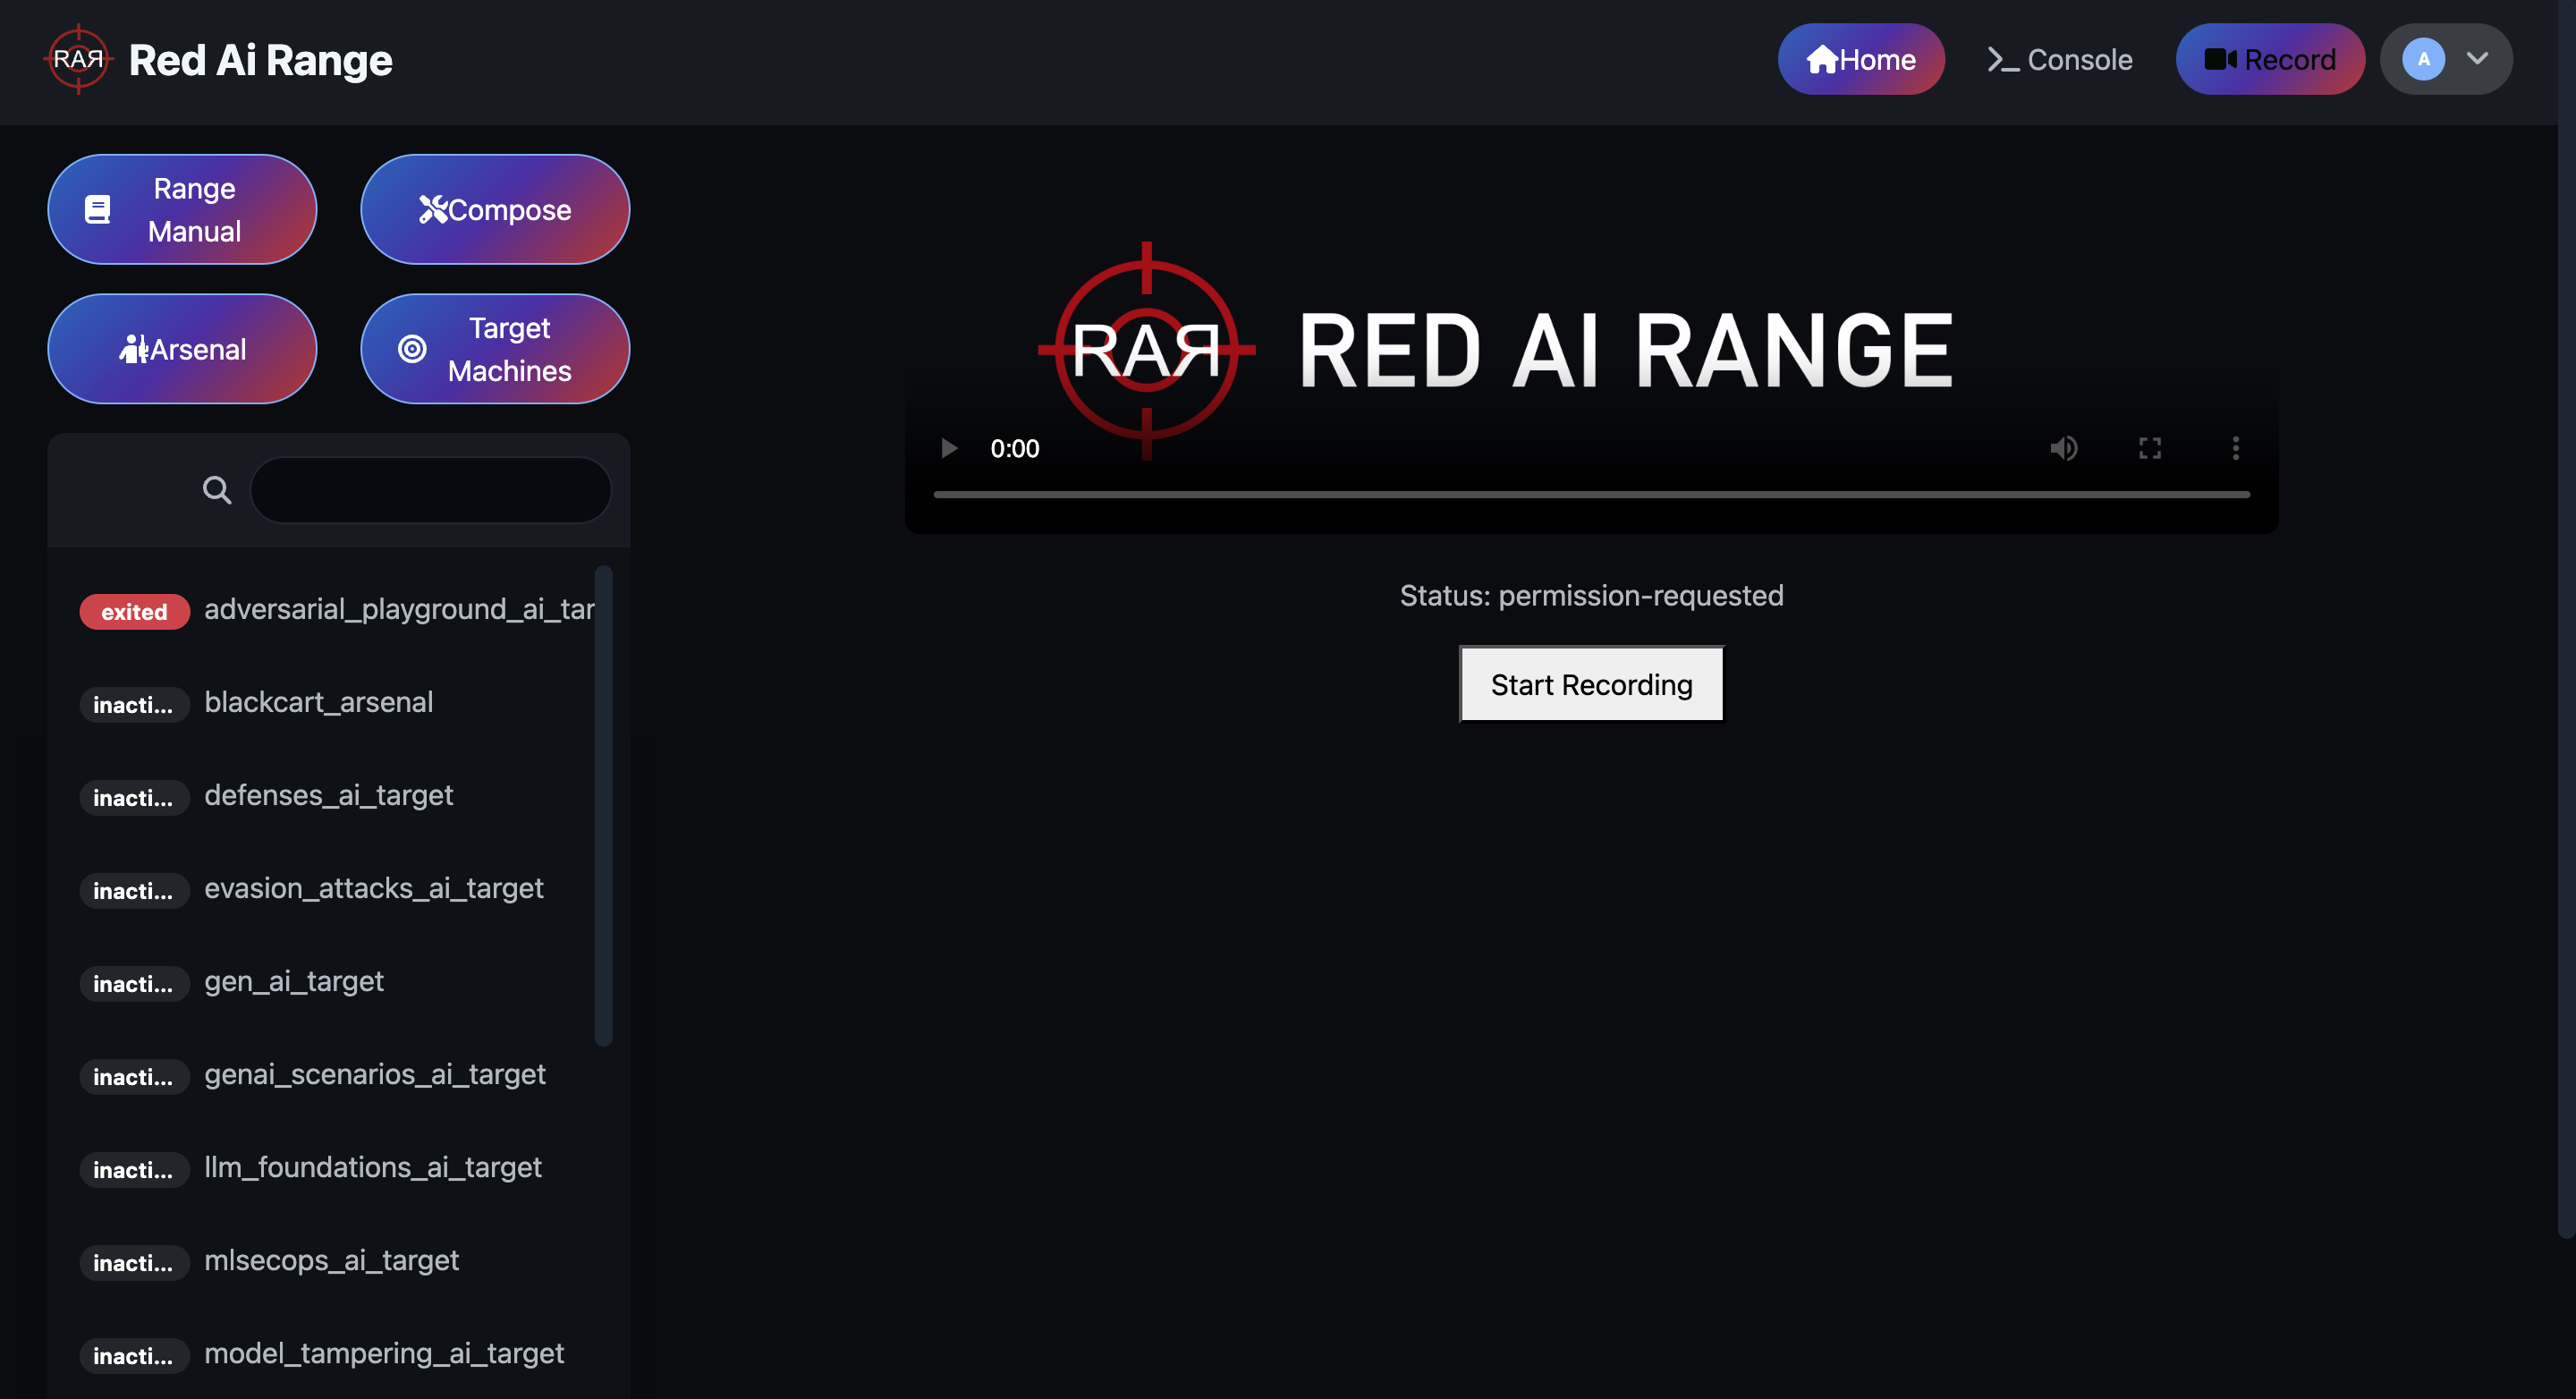 RAЯ Red Ai Range
Home
Console
Record
A
Range
Manual
Compose
Arsenal
Target
Machines
RAЯ RED AI RANGE
0:00
Status: permission-requested
Start Recording
exited adversarial_playground_ai_tar
inacti... blackcart_arsenal
inacti... defenses_ai_target
inacti... evasion_attacks_ai_target
inacti... gen_ai_target
inacti... genai_scenarios_ai_target
inacti... llm_foundations_ai_target
inacti... mlsecops_ai_target
inacti... model_tampering_ai_target